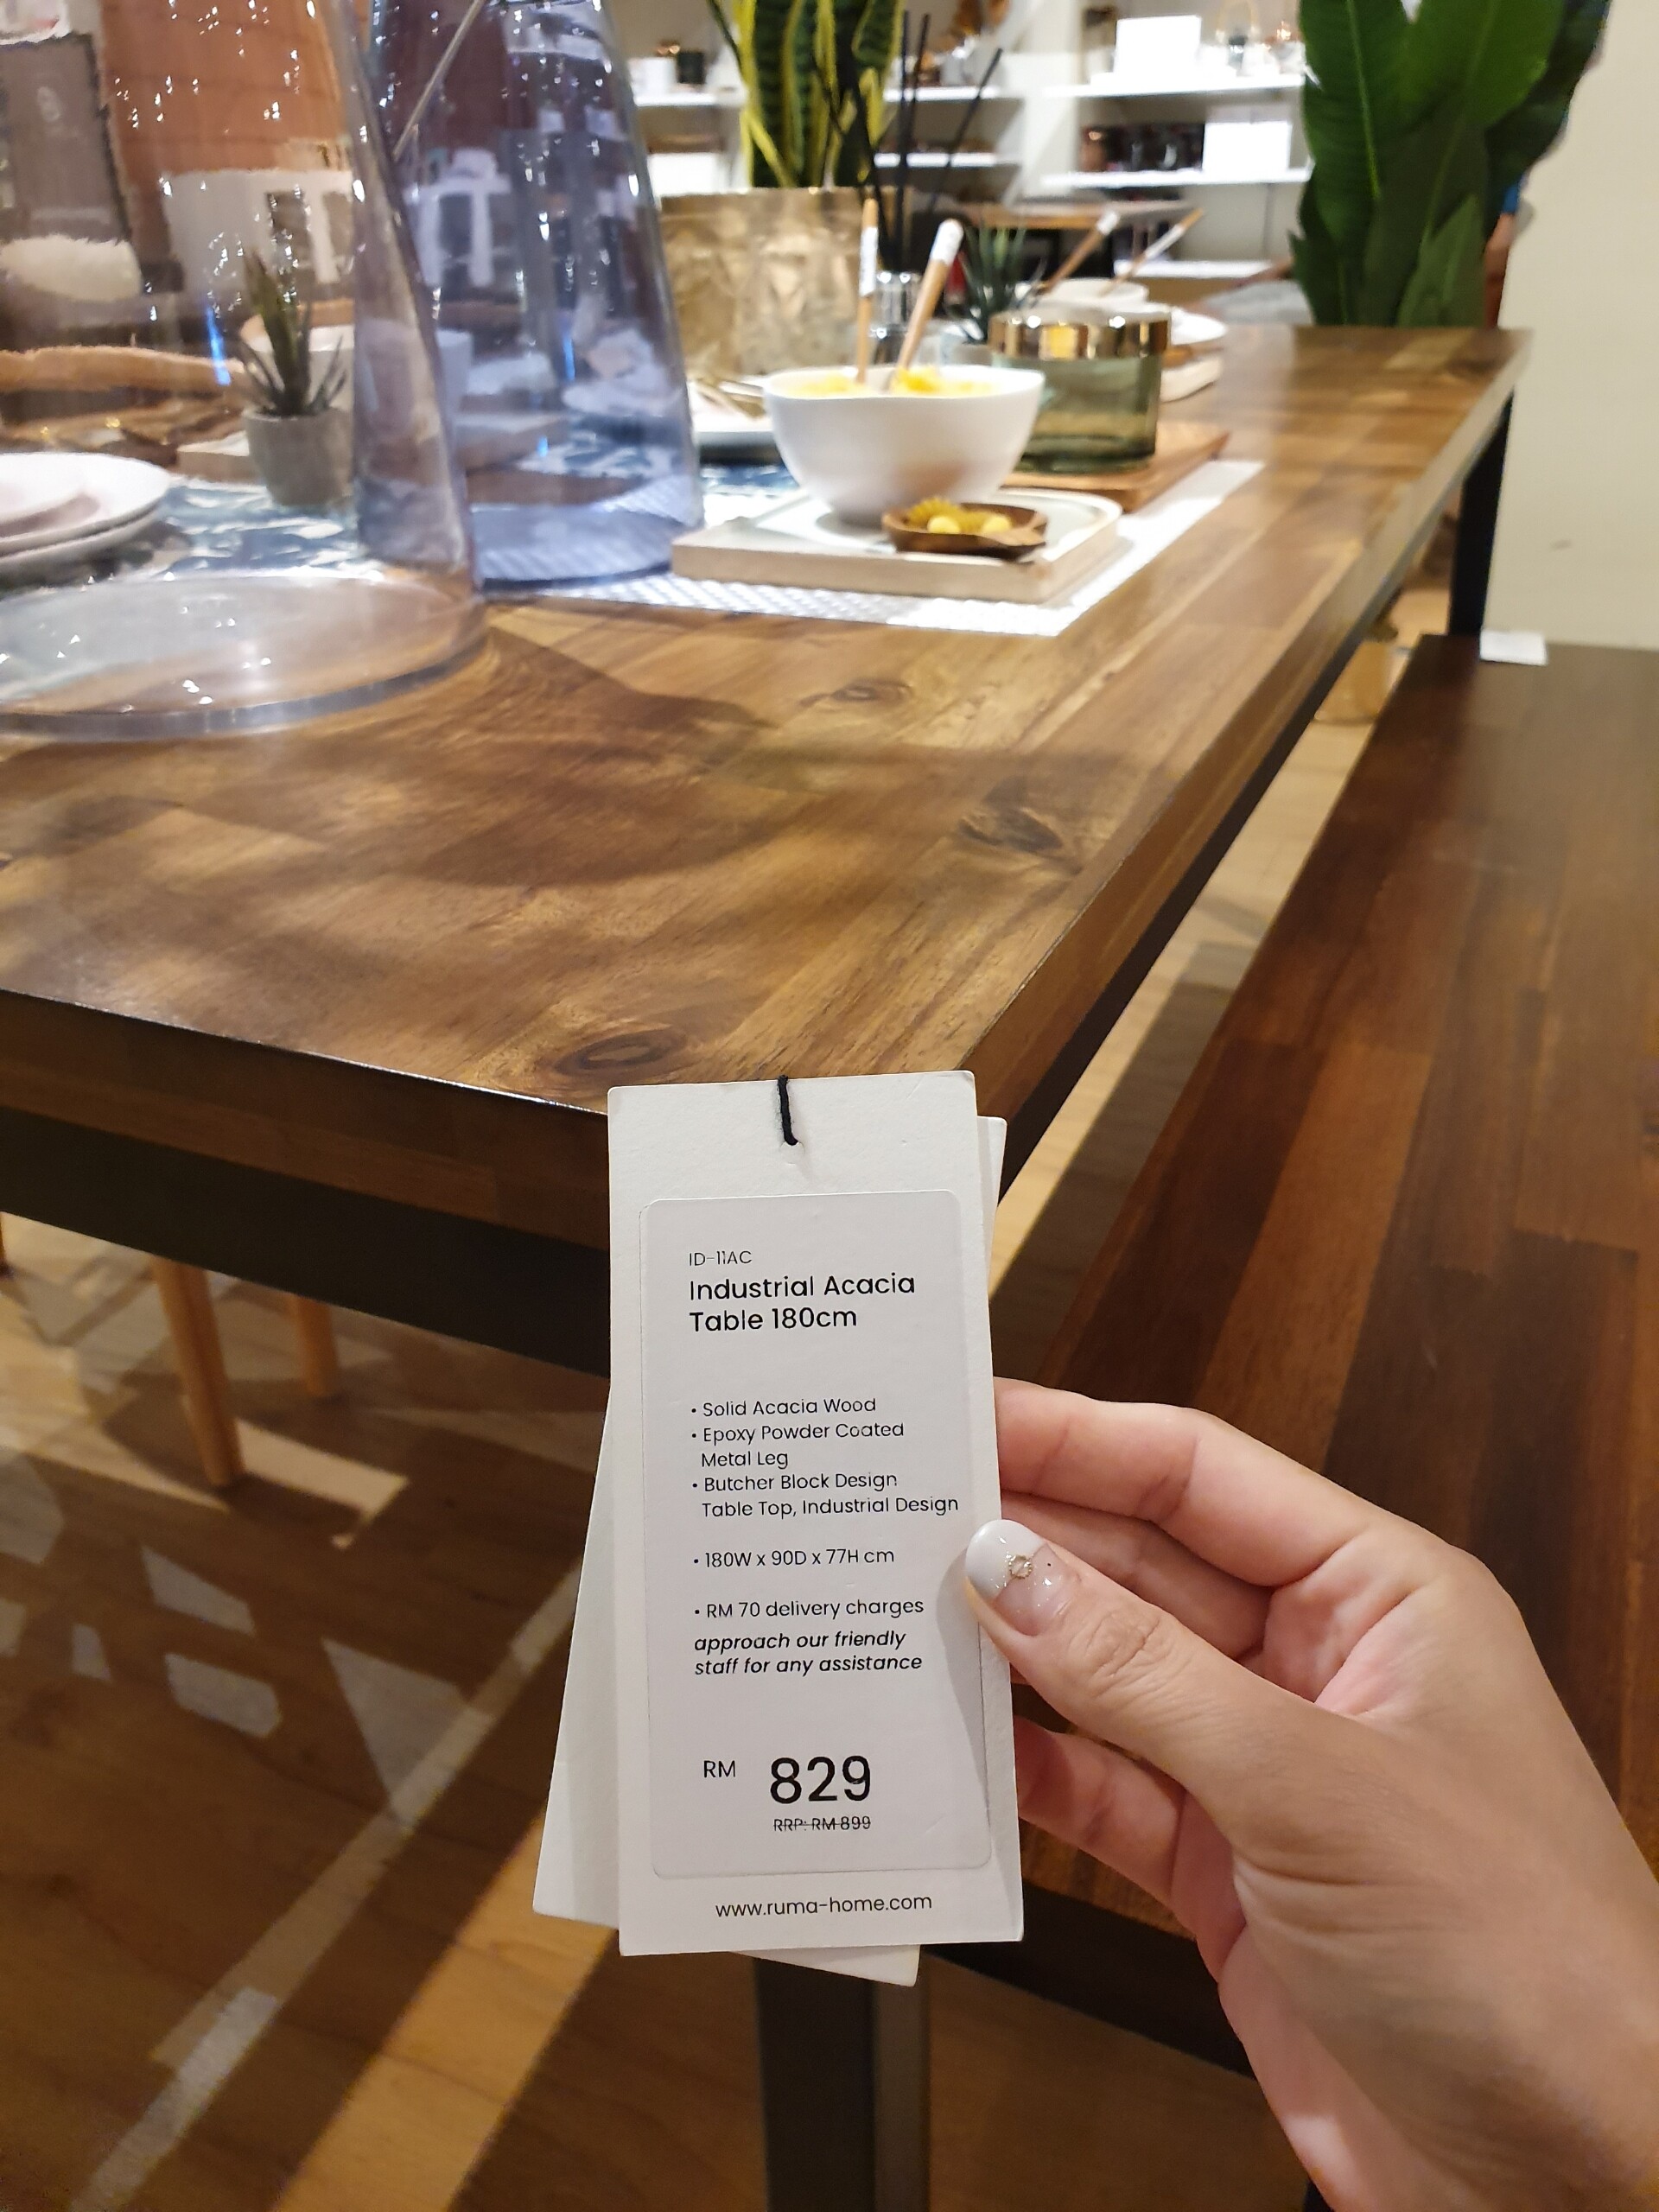 ID-11AC
Industrial Acacia
Table 180cm
• Solid Acacia Wood
• Epoxy Powder Coated
Metal Leg
• Butcher Block Design
Table Top, Industrial Design
• 180W x 90D x 77H cm
• RM 70 delivery charges
approach our friendly
staff for any assistance
RM 829
RRP: RM 899
www.ruma-home.com